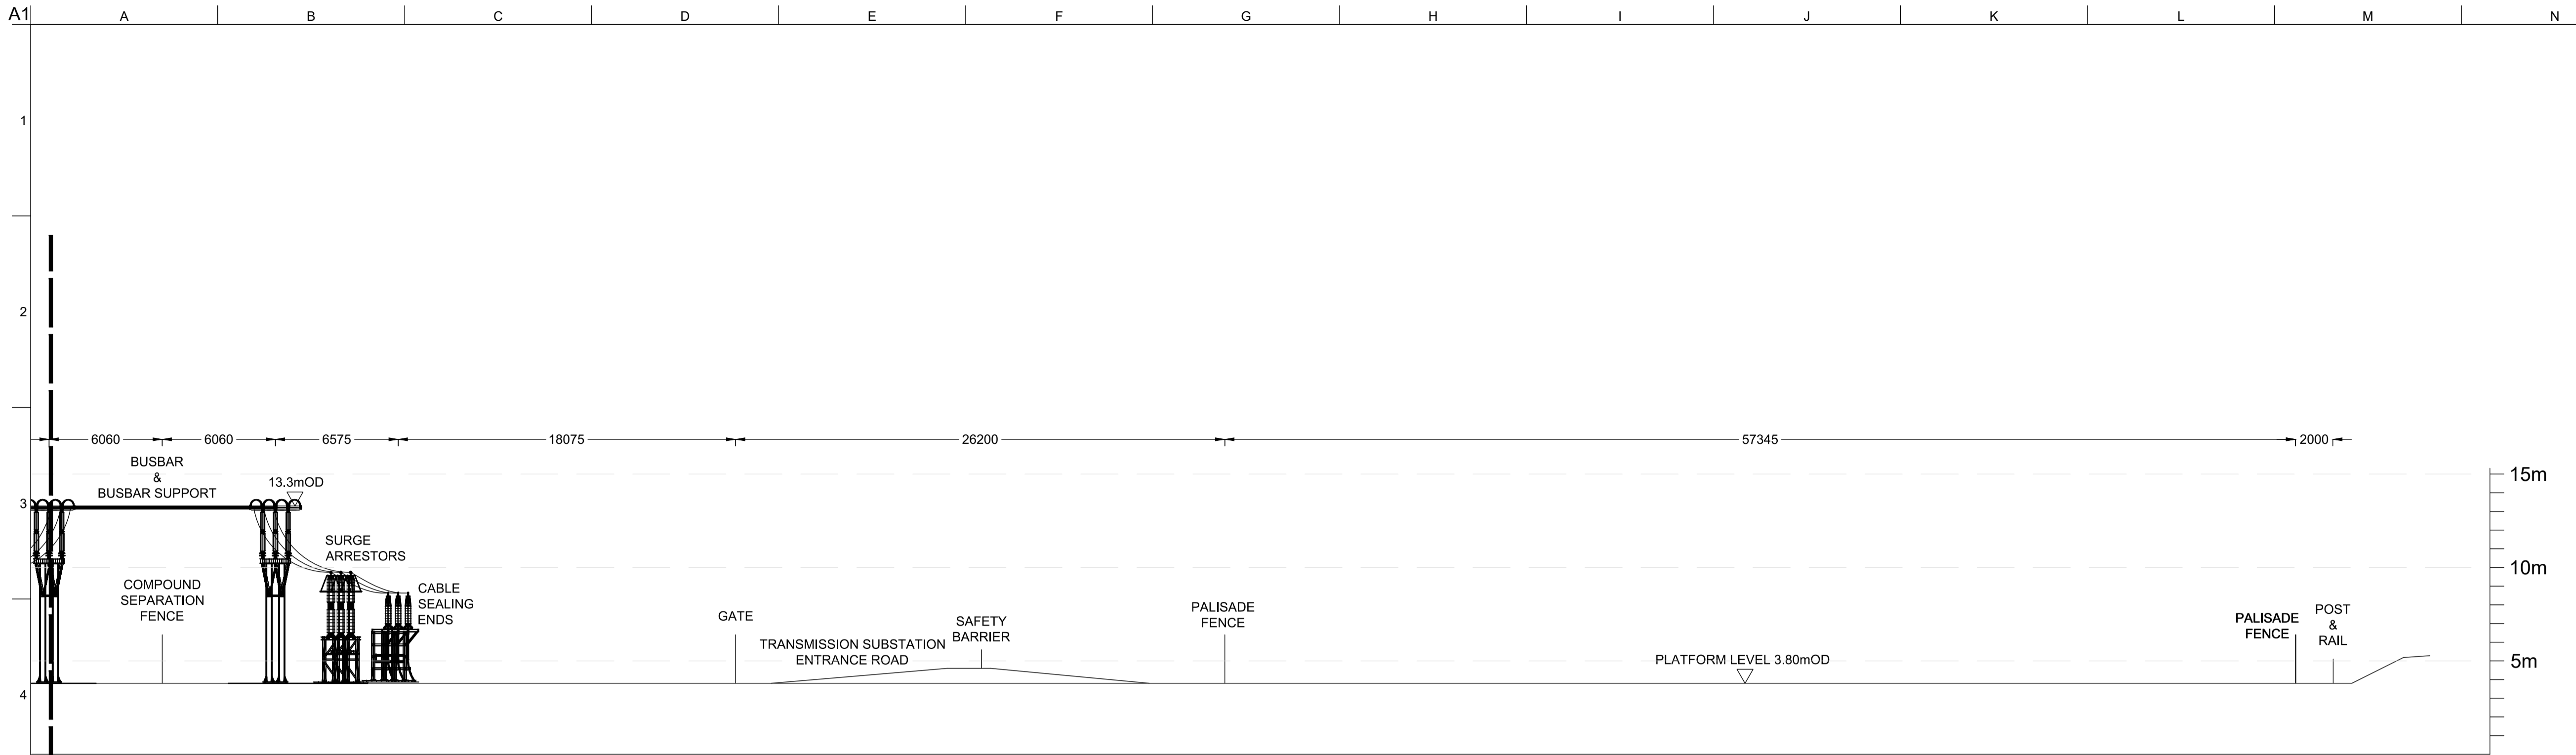 A1
A B C D E F G H I J K L M N
1
2
6060 6060 6575 18075 26200 57345 2000
BUSBAR
&
BUSBAR SUPPORT
13.3mOD
15m
3
SURGE
ARRESTORS
10m
COMPOUND
SEPARATION
FENCE
CABLE
SEALING
ENDS
GATE
TRANSMISSION SUBSTATION
ENTRANCE ROAD
SAFETY
BARRIER
PALISADE
FENCE
PLATFORM LEVEL 3.80mOD
PALISADE
FENCE
POST
&
RAIL
5m
4